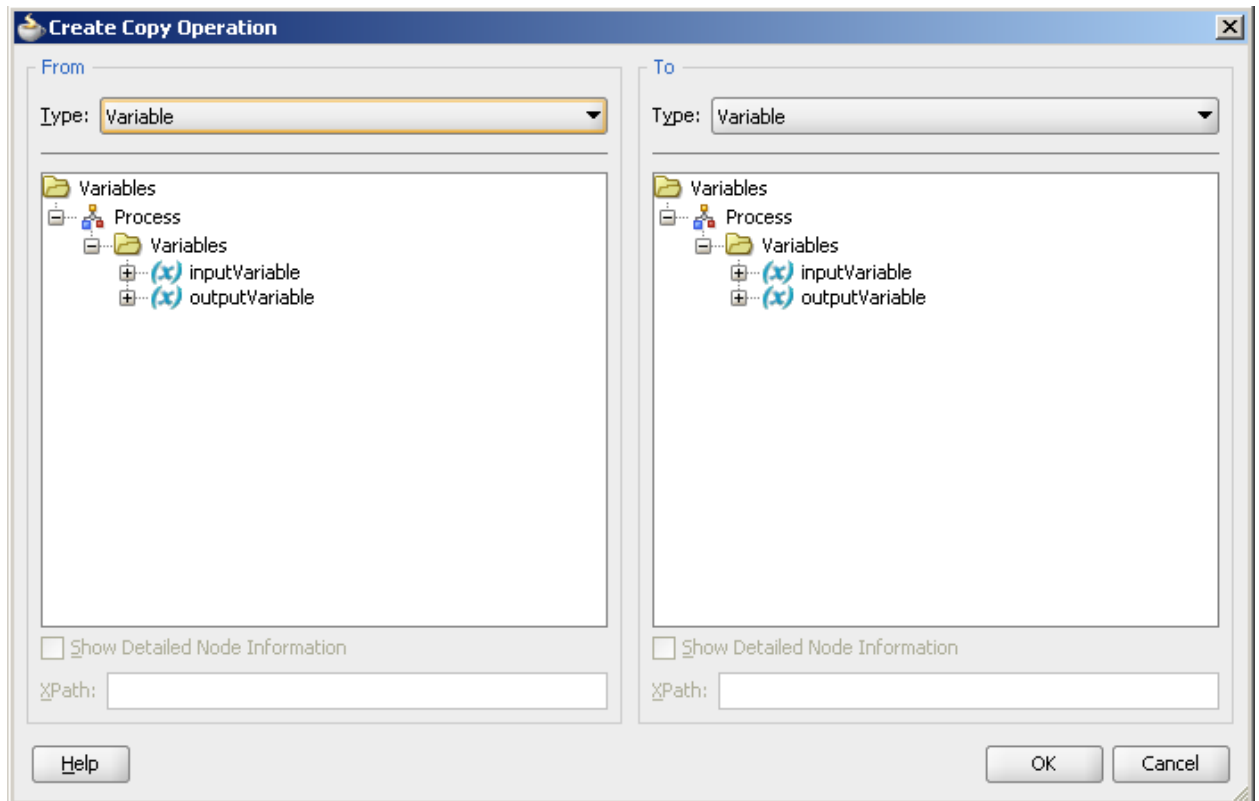 Create Copy Operation
From
Type: Variable
Variables
Process
Variables
(x) inputVariable
(x) outputVariable
Show Detailed Node Information
XPath:
To
Type: Variable
Variables
Process
Variables
(x) inputVariable
(x) outputVariable
Show Detailed Node Information
XPath:
Help
OK
Cancel